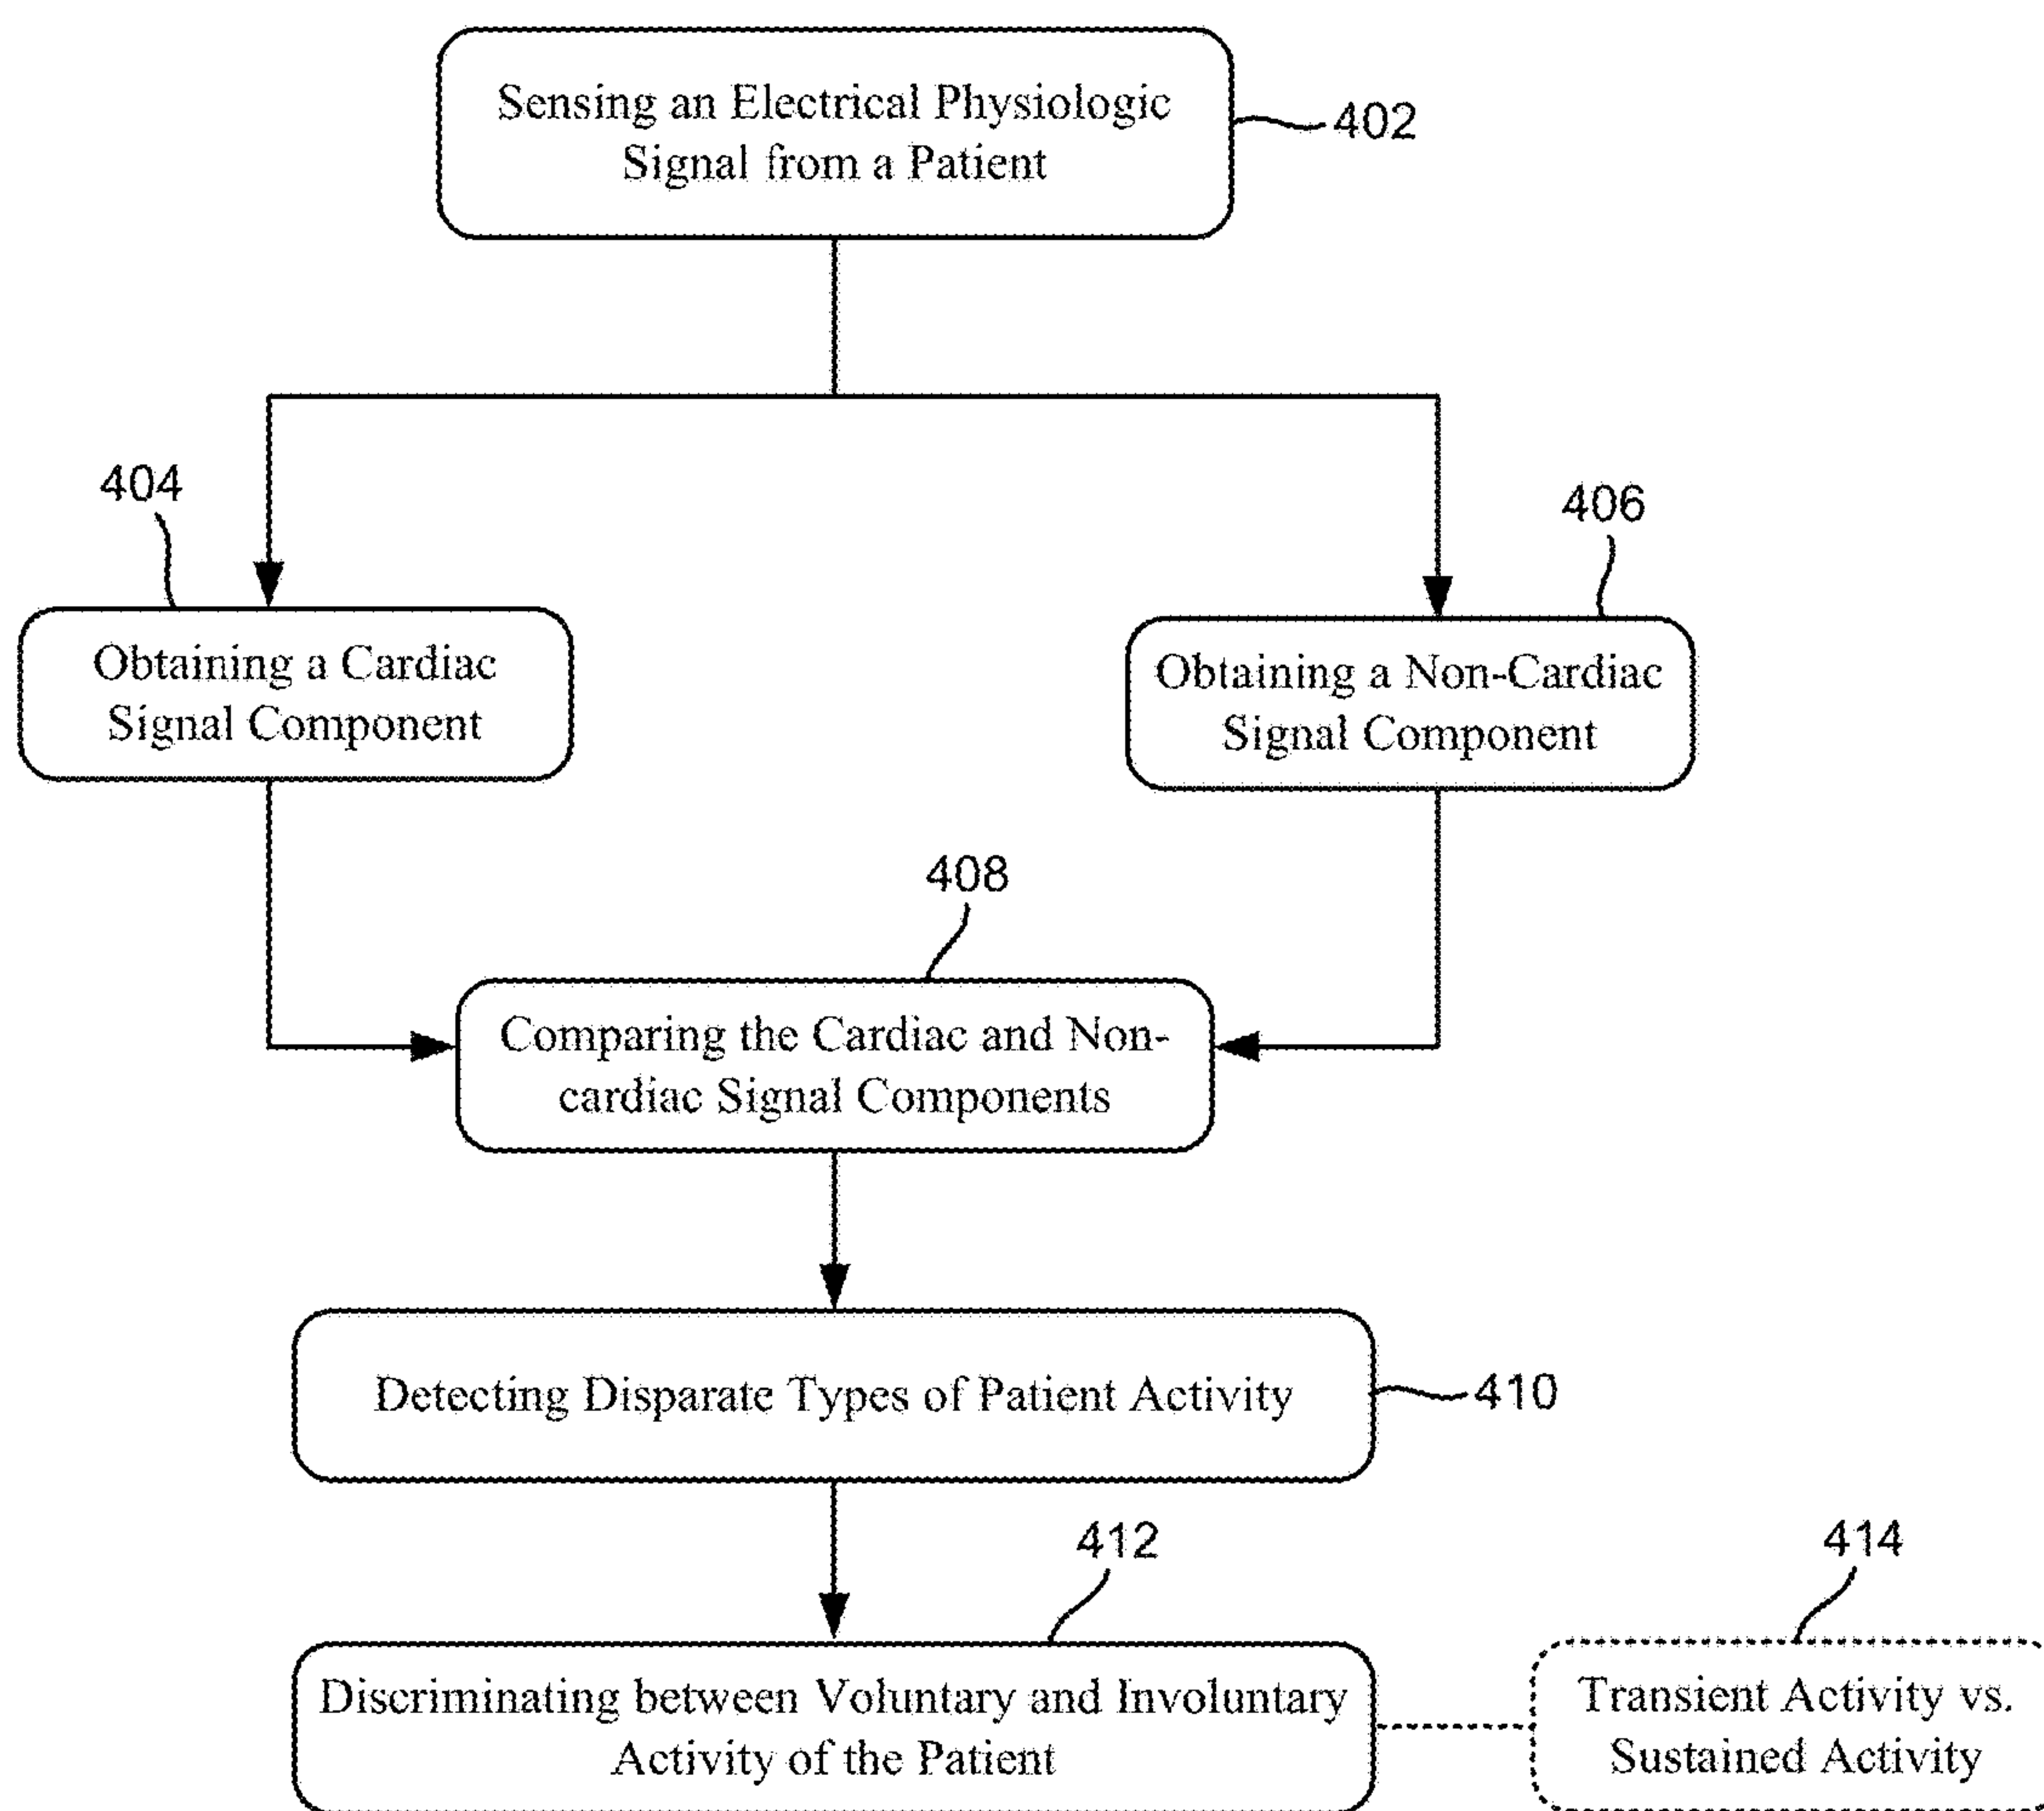 Sensing an Electrical Physiologic
Signal from a Patient
402
404
406
Obtaining a Cardiac
Signal Component
Obtaining a Non-Cardiac
Signal Component
408
Comparing the Cardiac and Non-
cardiac Signal Components
Detecting Disparate Types of Patient Activity
410
412
414
Discriminating between Voluntary and Involuntary
Activity of the Patient
Transient Activity vs.
Sustained Activity